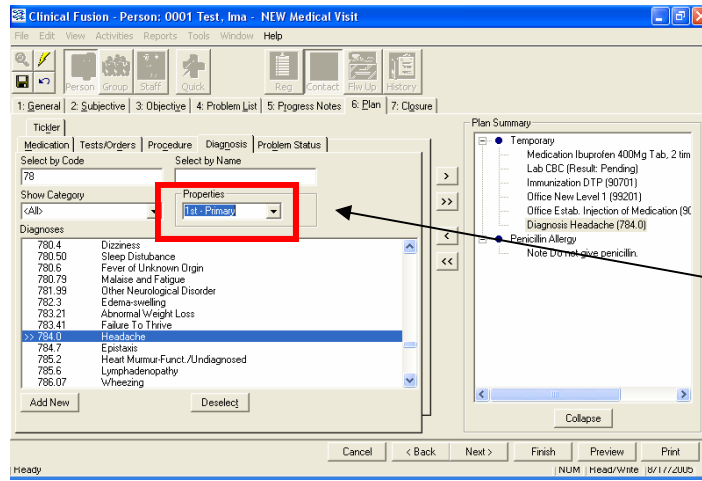 Clinical Fusion - Person: 0001 Test, Ima - NEW Medical Visit
File Edit View Activities Reports Tools Window Help
Person Group Staff Quick Reg Contact Flw Up History
1: General 2: Subjective 3: Objective 4: Problem List 5: Progress Notes 6: Plan 7: Closure
Tickler
Medication Tests/Orders Procedure Diagnosis Problem Status
Select by Code Select by Name
78
Show Category Properties
<All> 1st - Primary
Diagnoses
780.4 Dizziness
780.50 Sleep Distubance
780.6 Fever of Unknown Orgin
780.79 Malaise and Fatigue
781.99 Other Neurological Disorder
782.3 Edema-swelling
783.21 Abnormal Weight Loss
783.41 Failure To Thrive
>> 784.0 Headache
784.7 Epistaxis
785.2 Heart Murmur-Funct./Undiagnosed
785.6 Lymphadenopathy
786.07 Wheezing
Add New Deselect
>
>>
<
<<
Plan Summary
Temporary
Medication Ibuprofen 400Mg Tab, 2 tim
Lab CBC (Result: Pending)
Immunization DTP (90701)
Office New Level 1 (99201)
Office Estab. Injection of Medication (90
Diagnosis Headache (784.0)
Penicillin Allergy
Note Do not give penicillin.
Collapse
Cancel < Back Next > Finish Preview Print
Ready NUM Read/Write 8/17/2005